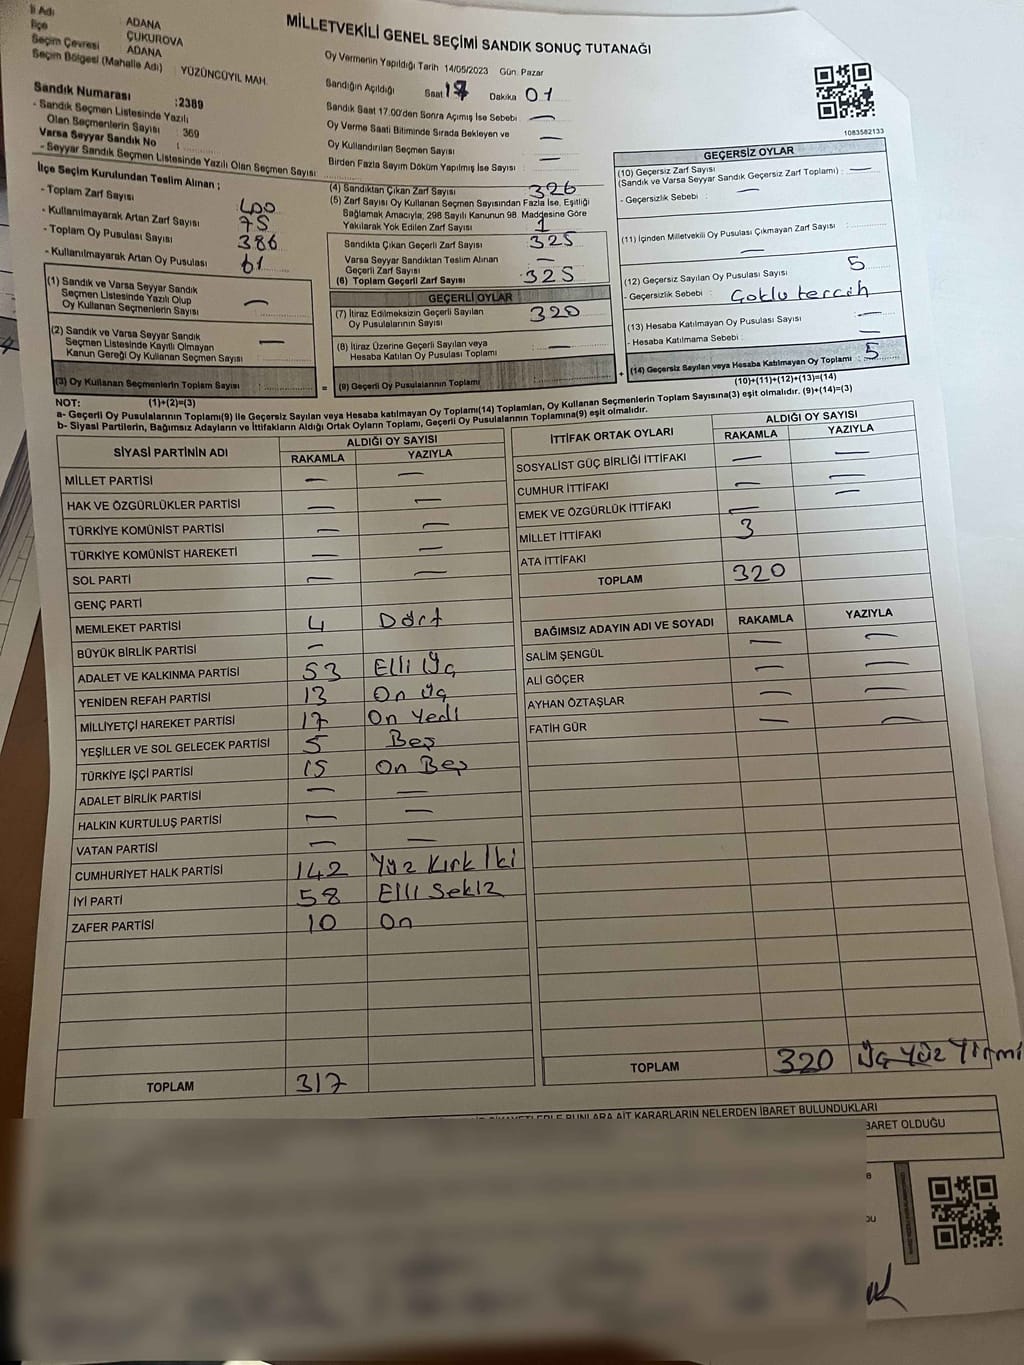 MİLLETVEKİLİ GENEL SEÇİMİ SANDIK SONUÇ TUTANAĞI
İl Adı ADANA
İlçe ÇUKUROVA
Seçim Çevresi ADANA
Seçim Bölgesi (Mahalle Adı) : YÜZÜNCÜYIL MAH.
Sandık Numarası :2389
- Sandık Seçmen Listesinde Yazılı
Olan Seçmenlerin Sayısı : 369
Varsa Seyyar Sandık No :
- Seyyar Sandık Seçmen Listesinde Yazılı Olan Seçmen Sayısı :
İlçe Seçim Kurulundan Teslim Alınan ;
- Toplam Zarf Sayısı : 400
- Kullanılmayarak Artan Zarf Sayısı : 75
- Toplam Oy Pusulası Sayısı : 386
- Kullanılmayarak Artan Oy Pusulası 61
(1) Sandık ve Varsa Seyyar Sandık
Seçmen Listesinde Yazılı Olup
Oy Kullanan Seçmenlerin Sayısı : —
(2) Sandık ve Varsa Seyyar Sandık
Seçmen Listesinde Kayıtlı Olmayan
Kanun Gereği Oy Kullanan Seçmen Sayısı : —
(3) Oy Kullanan Seçmenlerin Toplam Sayısı :
Oy Vermenin Yapıldığı Tarih 14/05/2023 Gün: Pazar
Sandığın Açıldığı Saat 17 Dakika 01
Sandık Saat 17:00'den Sonra Açımış İse Sebebi : —
Oy Verme Saati Bitiminde Sırada Bekleyen ve
Oy Kullandırılan Seçmen Sayısı : —
Birden Fazla Sayım Döküm Yapılmış İse Sayısı : —
(4) Sandıktan Çıkan Zarf Sayısı : 326
(5) Zarf Sayısı Oy Kullanan Seçmen Sayısından Fazla İse, Eşitliği
Bağlamak Amacıyla, 298 Sayılı Kanunun 98. Maddesine Göre
Yakılarak Yok Edilen Zarf Sayısı : 1
Sandıkta Çıkan Geçerli Zarf Sayısı : 325
Varsa Seyyar Sandıktan Teslim Alınan
Geçerli Zarf Sayısı : —
(6) Toplam Geçerli Zarf Sayısı : 325
GEÇERLİ OYLAR
(7) İtiraz Edilmeksizin Geçerli Sayılan
Oy Pusulasının Sayısı : 320
(8) İtiraz Üzerine Geçerli Sayılan veya
Hesaba Katılan Oy Pusulası Toplamı : —
= (9) Geçerli Oy Pusulalarının Toplamı :
1083582133
GEÇERSİZ OYLAR
(10) Geçersiz Zarf Sayısı
(Sandık ve Varsa Seyyar Sandık Geçersiz Zarf Toplamı) : —
- Geçersizlik Sebebi : —
(11) İçinden Milletvekili Oy Pusulası Çıkmayan Zarf Sayısı : —
(12) Geçersiz Sayılan Oy Pusulası Sayısı : 5
- Geçersizlik Sebebi : Çoklu tercih
(13) Hesaba Katılmayan Oy Pusulası Sayısı : —
- Hesaba Katılmama Sebebi : —
+ (14) Geçersiz Sayılan veya Hesaba Katılmayan Oy Toplamı : 5
(10)+(11)+(12)+(13)=(14)
NOT: (1)+(2)=(3)
a- Geçerli Oy Pusulalarının Toplamı(9) ile Geçersiz Sayılan veya Hesaba katılmayan Oy Toplamı(14) Toplamları, Oy Kullanan Seçmenlerin Toplam Sayısına(3) eşit olmalıdır. (9)+(14)=(3)
b- Siyasi Partilerin, Bağımsız Adayların ve İttifakların Aldığı Ortak Oyların Toplamı, Geçerli Oy Pusulalarının Toplamına(9) eşit olmalıdır.
SİYASİ PARTİNİN ADI ALDIĞI OY SAYISI
RAKAMLA YAZIYLA
MİLLET PARTİSİ — —
HAK VE ÖZGÜRLÜKLER PARTİSİ — —
TÜRKİYE KOMÜNİST PARTİSİ — —
TÜRKİYE KOMÜNİST HAREKETİ — —
SOL PARTİ — —
GENÇ PARTİ
MEMLEKET PARTİSİ 4 Dört
BÜYÜK BİRLİK PARTİSİ —
ADALET VE KALKINMA PARTİSİ 53 Elli Üç
YENİDEN REFAH PARTİSİ 13 On üç
MİLLİYETÇİ HAREKET PARTİSİ 17 On Yedi
YEŞİLLER VE SOL GELECEK PARTİSİ 5 Beş
TÜRKİYE İŞÇİ PARTİSİ 15 On Beş
ADALET BİRLİK PARTİSİ — —
HALKIN KURTULUŞ PARTİSİ — —
VATAN PARTİSİ — —
CUMHURİYET HALK PARTİSİ 142 Yüz Kırk İki
İYİ PARTİ 58 Elli Sekiz
ZAFER PARTİSİ 10 On
TOPLAM 317
İTTİFAK ORTAK OYLARI ALDIĞI OY SAYISI
RAKAMLA YAZIYLA
SOSYALİST GÜÇ BİRLİĞİ İTTİFAKI — —
CUMHUR İTTİFAKI — —
EMEK VE ÖZGÜRLÜK İTTİFAKI — —
MİLLET İTTİFAKI 3
ATA İTTİFAKI
TOPLAM 320
BAĞIMSIZ ADAYIN ADI VE SOYADI RAKAMLA YAZIYLA
SALİM ŞENGÜL — —
ALİ GÖÇER — —
AYHAN ÖZTAŞLAR — —
FATİH GÜR — —
TOPLAM 320 Üç Yüz Yirmi
BUNLARA AİT KARARLARIN NELERDEN İBARET BULUNDUKLARI
BARET OLDUĞU